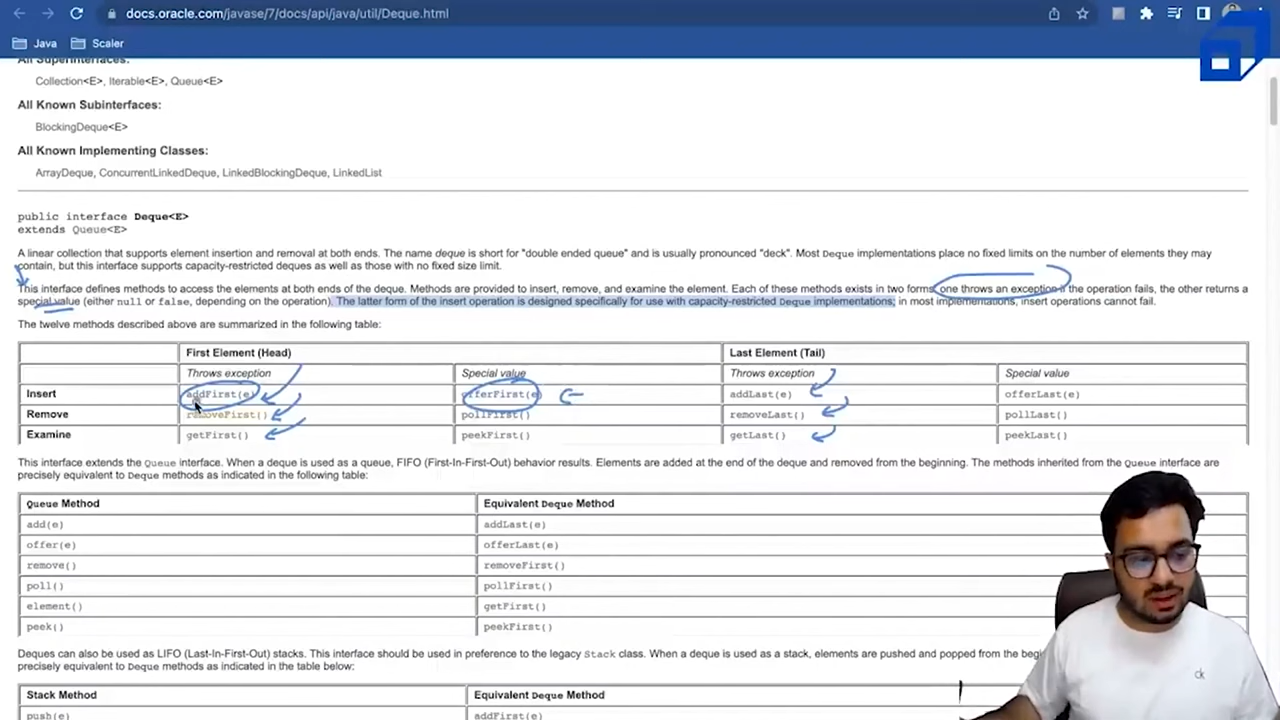 docs.oracle.com/javase/7/docs/api/java/util/Deque.html
Java Scaler
All Superinterfaces:
Collection<E>, Iterable<E>, Queue<E>
All Known Subinterfaces:
BlockingDeque<E>
All Known Implementing Classes:
ArrayDeque, ConcurrentLinkedDeque, LinkedBlockingDeque, LinkedList
public interface Deque<E>
extends Queue<E>
A linear collection that supports element insertion and removal at both ends. The name deque is short for "double ended queue" and is usually pronounced "deck". Most Deque implementations place no fixed limits on the number of elements they may
contain, but this interface supports capacity-restricted deques as well as those with no fixed size limit.
This interface defines methods to access the elements at both ends of the deque. Methods are provided to insert, remove, and examine the element. Each of these methods exists in two forms: one throws an exception if the operation fails, the other returns a
special value (either null or false, depending on the operation). The latter form of the insert operation is designed specifically for use with capacity-restricted Deque implementations; in most implementations, insert operations cannot fail.
The twelve methods described above are summarized in the following table:
First Element (Head) Last Element (Tail)
Throws exception Special value Throws exception Special value
Insert addFirst(e) offerFirst(e) addLast(e) offerLast(e)
Remove removeFirst() pollFirst() removeLast() pollLast()
Examine getFirst() peekFirst() getLast() peekLast()
This interface extends the Queue interface. When a deque is used as a queue, FIFO (First-In-First-Out) behavior results. Elements are added at the end of the deque and removed from the beginning. The methods inherited from the Queue interface are
precisely equivalent to Deque methods as indicated in the following table:
Queue Method Equivalent Deque Method
add(e) addLast(e)
offer(e) offerLast(e)
remove() removeFirst()
poll() pollFirst()
element() getFirst()
peek() peekFirst()
Deques can also be used as LIFO (Last-In-First-Out) stacks. This interface should be used in preference to the legacy Stack class. When a deque is used as a stack, elements are pushed and popped from the
precisely equivalent to Deque methods as indicated in the table below:
Stack Method Equivalent Deque Method
push(e) addFirst(e)
ck